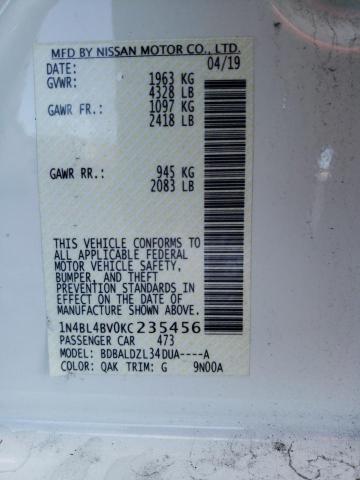 MFD BY NISSAN MOTOR CO., LTD.
DATE: 04/19
GVWR: 1963 KG
4328 LB
GAWR FR.: 1097 KG
2418 LB
GAWR RR.: 945 KG
2083 LB
THIS VEHICLE CONFORMS TO
ALL APPLICABLE FEDERAL
MOTOR VEHICLE SAFETY,
BUMPER, AND THEFT
PREVENTION STANDARDS IN
EFFECT ON THE DATE OF
MANUFACTURE SHOWN ABOVE.
1N4BL4BV0KC235456
PASSENGER CAR 473
MODEL: BDBALDZL34DUA----A
COLOR: QAK TRIM: G 9N00A